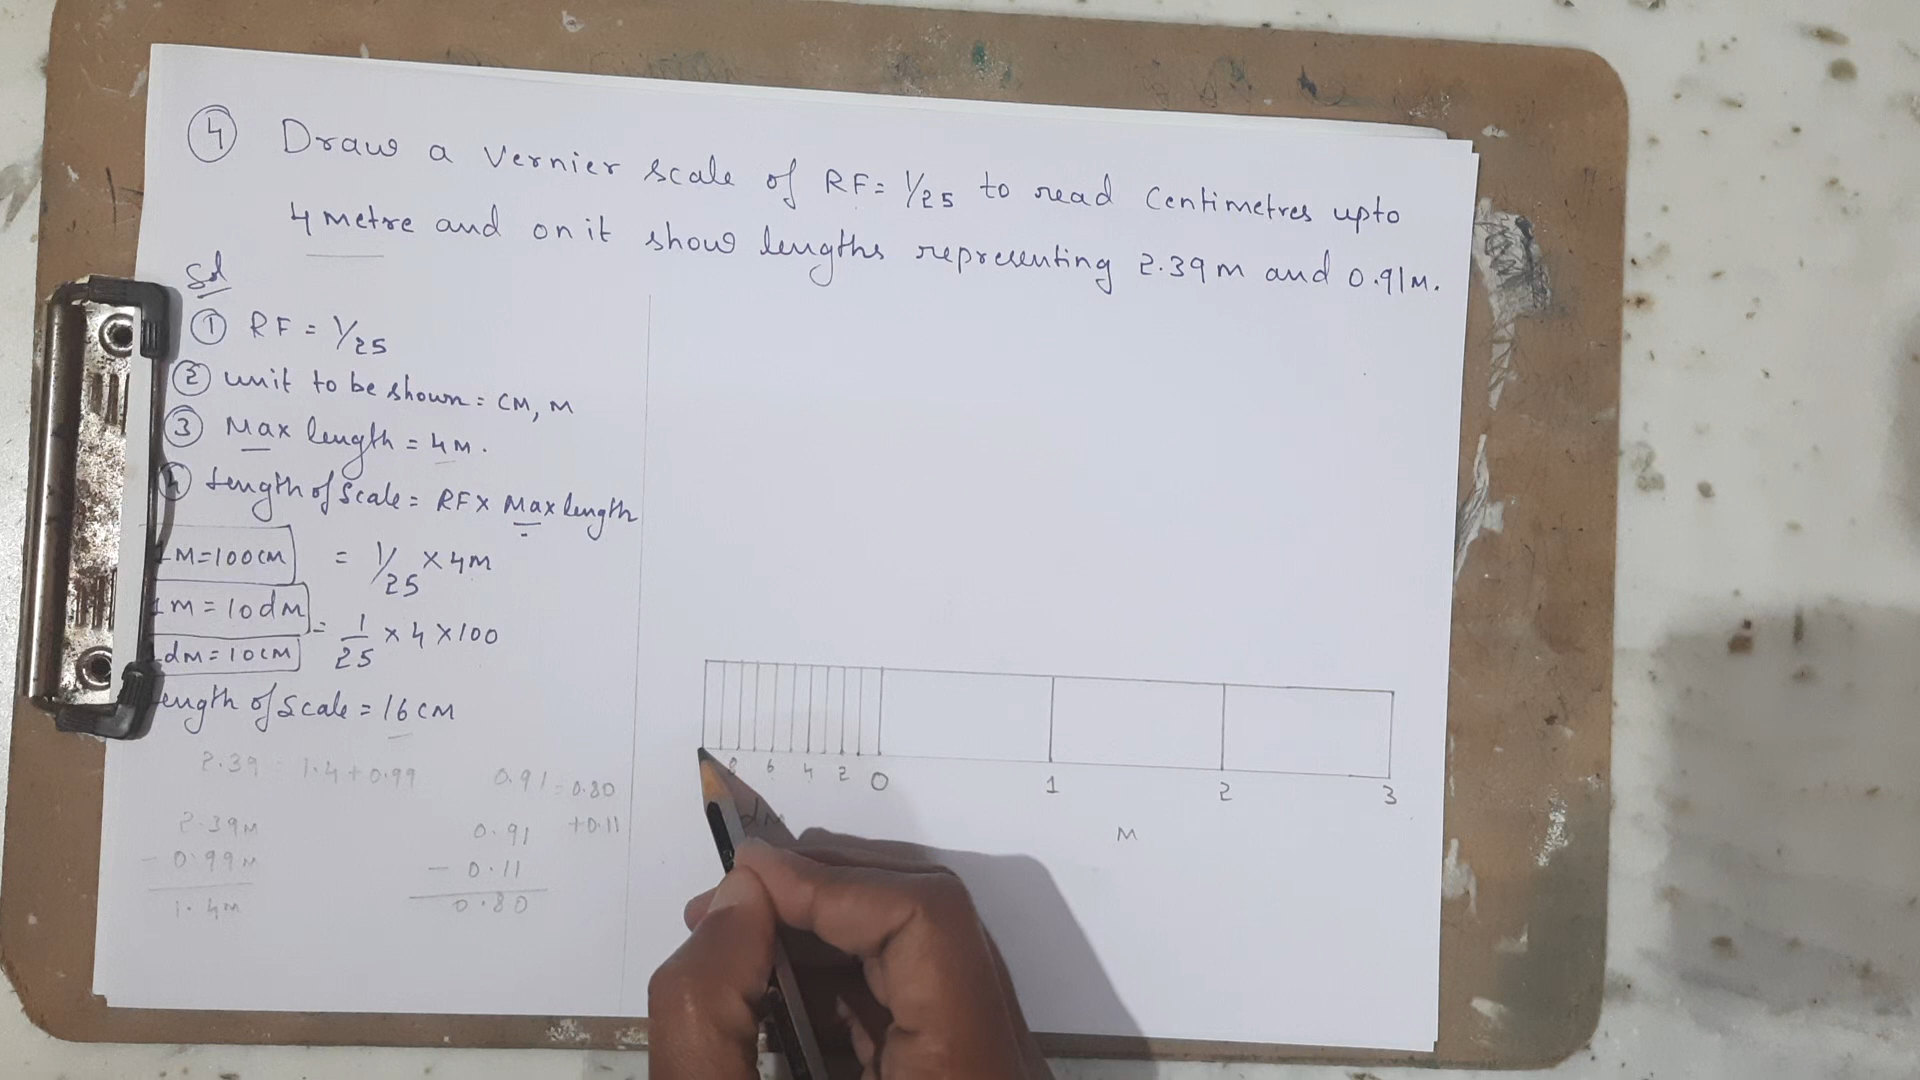 4 Draw a Vernier scale of RF = 1/25 to read Centimetres upto
4 metre and on it show lengths representing 2.39m and 0.91m.
Sol
1 RF = 1/25
2 unit to be shown = CM, M
3 Max length = 4M.
4 Length of Scale = RF x Max length
1M=100CM = 1/25 x 4M
1M = 10dM = 1/25 x 4 x 100
1dM = 10CM
Length of Scale = 16 CM
2.39 = 1.4 + 0.99
2.39M
- 0.99M
1.4M
0.91 = 0.80
+0.11
0.91
- 0.11
0.80
8 6 4 2 0 1 2 3
dM M